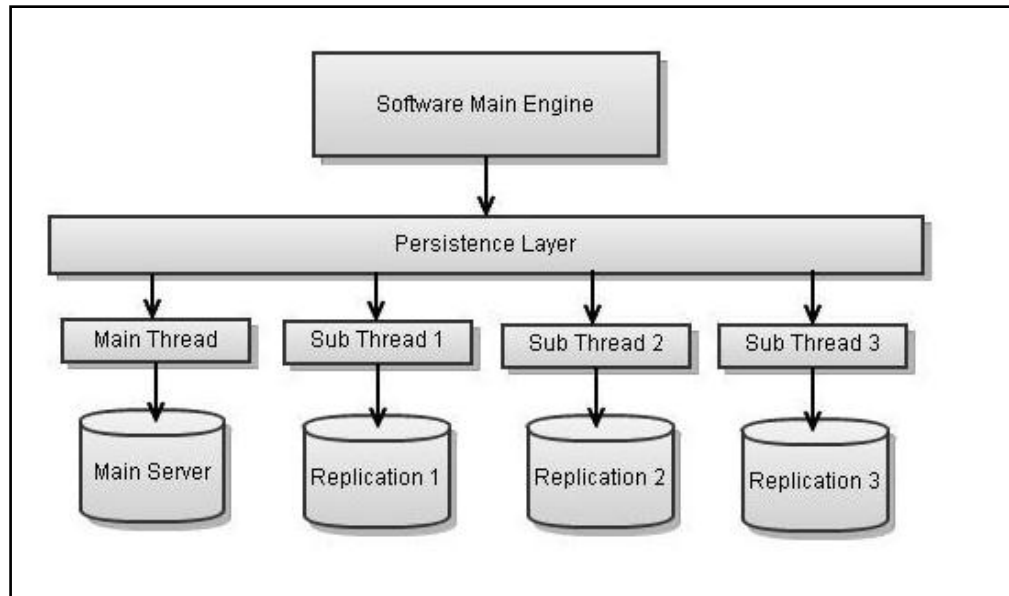 Software Main Engine
Persistence Layer
Main Thread
Sub Thread 1
Sub Thread 2
Sub Thread 3
Main Server
Replication 1
Replication 2
Replication 3